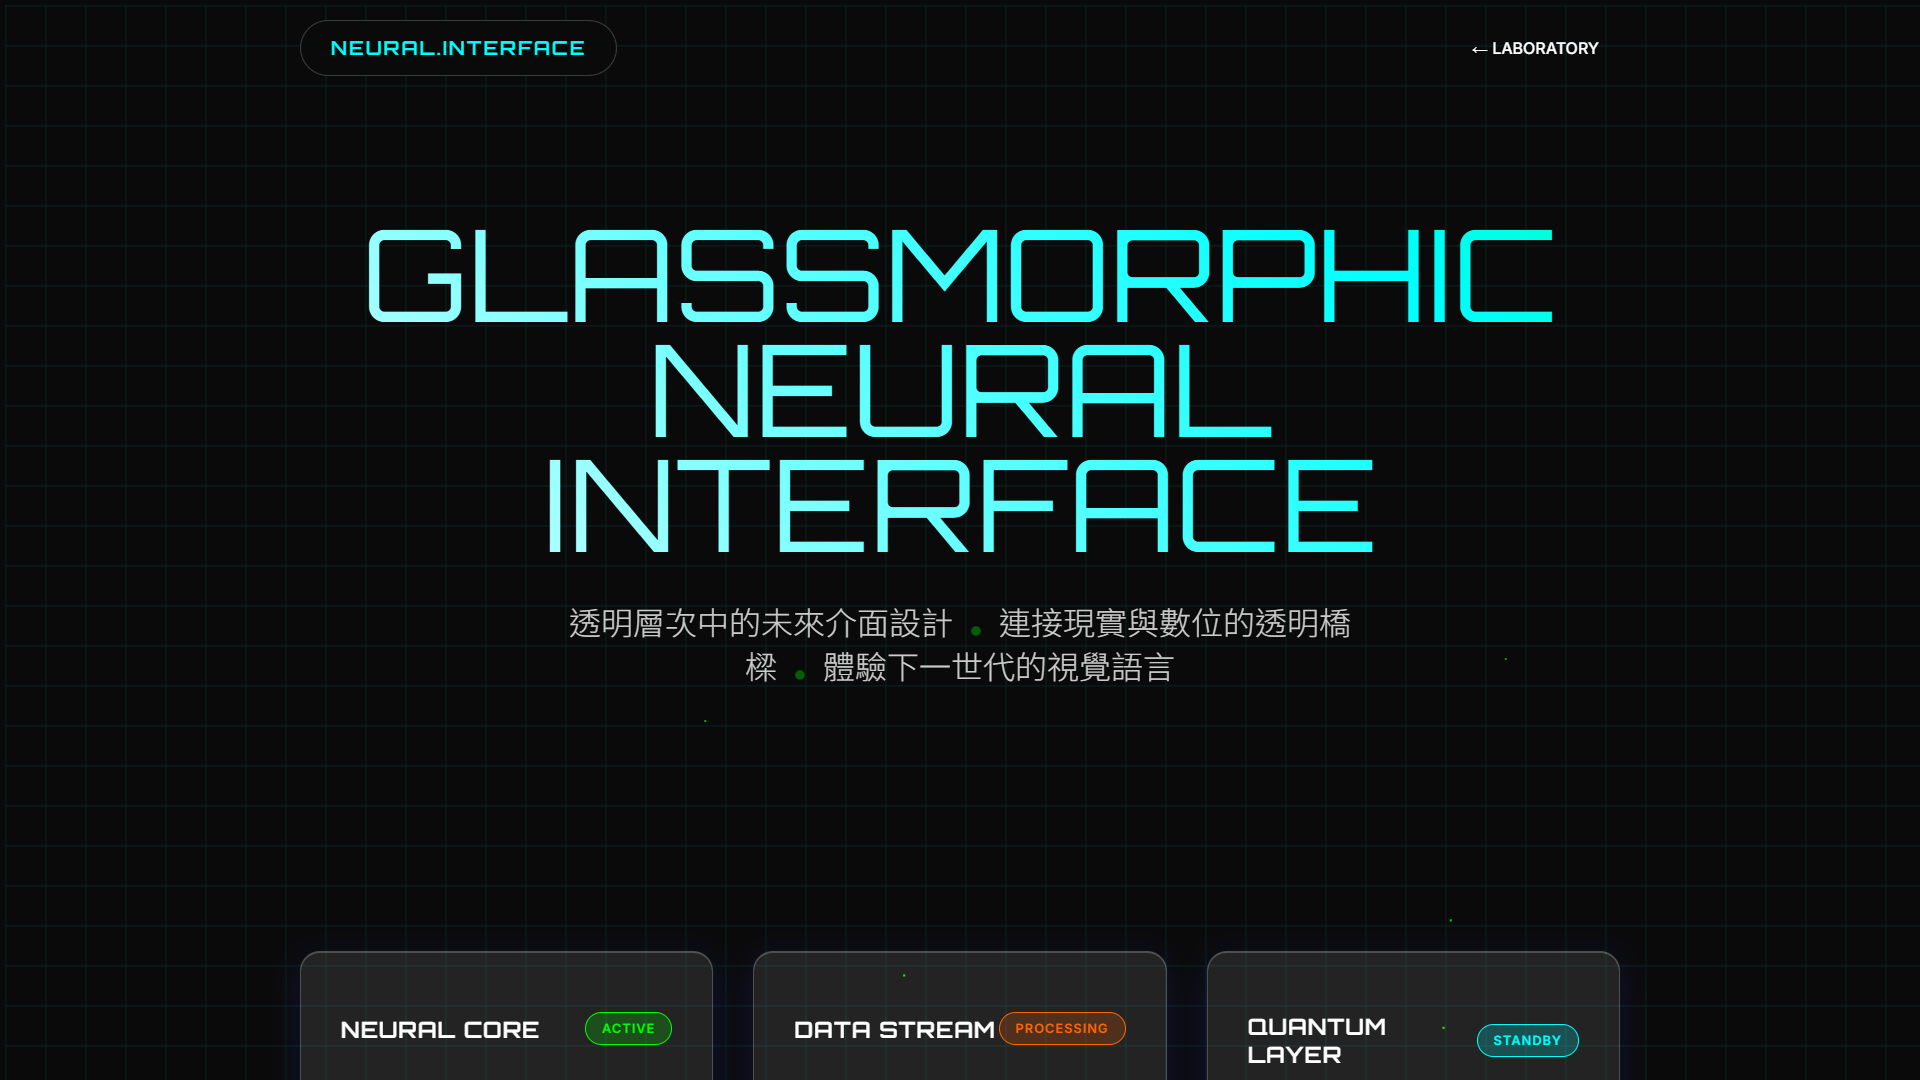 NEURAL.INTERFACE
← LABORATORY
GLASSMORPHIC
NEURAL
INTERFACE
透明層次中的未來介面設計 • 連接現實與數位的透明橋
樑 • 體驗下一世代的視覺語言
NEURAL CORE
ACTIVE
DATA STREAM
PROCESSING
QUANTUM
LAYER
STANDBY